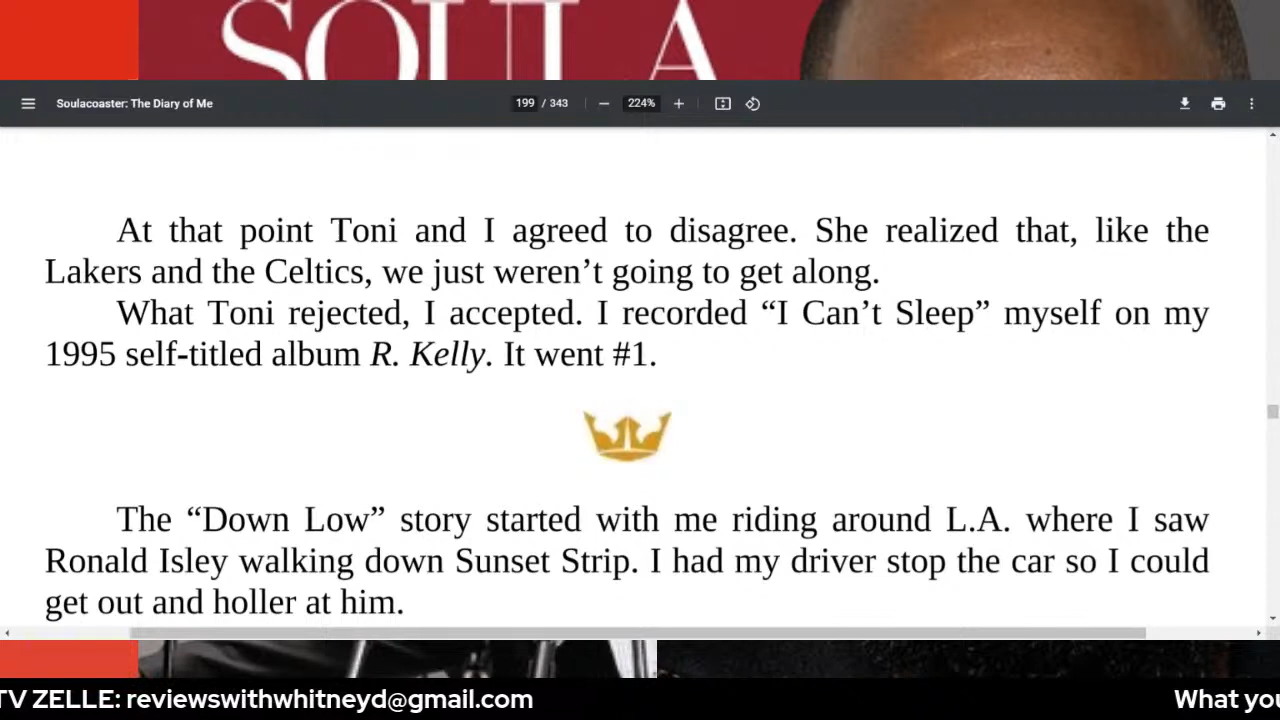 SOULA
Soulacoaster: The Diary of Me
199 / 343
224%
At that point Toni and I agreed to disagree. She realized that, like the
Lakers and the Celtics, we just weren’t going to get along.
What Toni rejected, I accepted. I recorded “I Can’t Sleep” myself on my
1995 self-titled album R. Kelly. It went #1.
The “Down Low” story started with me riding around L.A. where I saw
Ronald Isley walking down Sunset Strip. I had my driver stop the car so I could
get out and holler at him.
TV ZELLE: reviewswithwhitneyd@gmail.com
What you